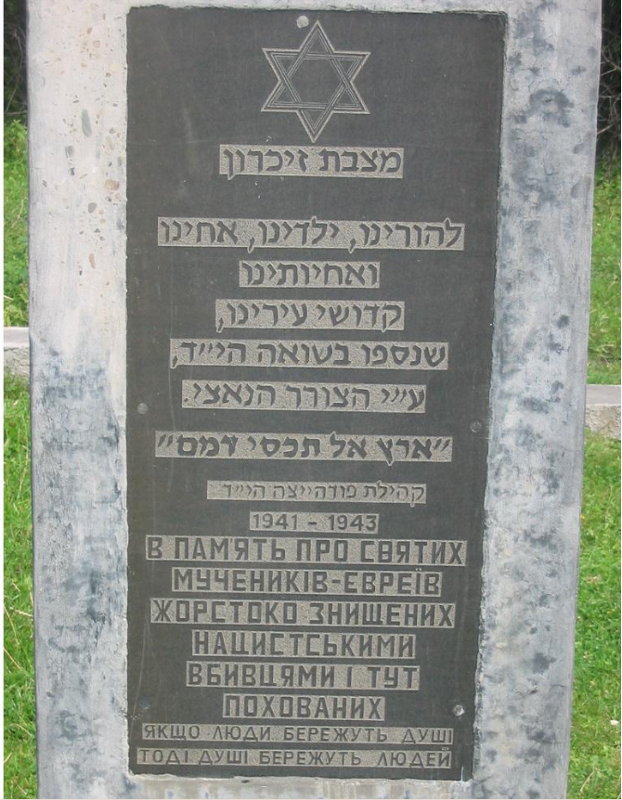 מצבת זיכרון
להורינו, ילדינו, אחינו
ואחיותינו
קדושי עירינו,
שנספו בשואה הי״ד,
ע״י הצורר הנאצי.
״ארץ אל תכסי דמם״
קהילת פודהייצה הי״ד
1941 - 1943
В ПАМ'ЯТЬ ПРО СВЯТИХ
МУЧЕНИКІВ-ЕВРЕЇВ
ЖОРСТОКО ЗНИЩЕНИХ
НАЦИСТСЬКИМИ
ВБИВЦЯМИ І ТУТ
ПОХОВАНИХ
ЯКЩО ЛЮДИ БЕРЕЖУТЬ ДУШІ
ТОДІ ДУШІ БЕРЕЖУТЬ ЛЮДЕЙ